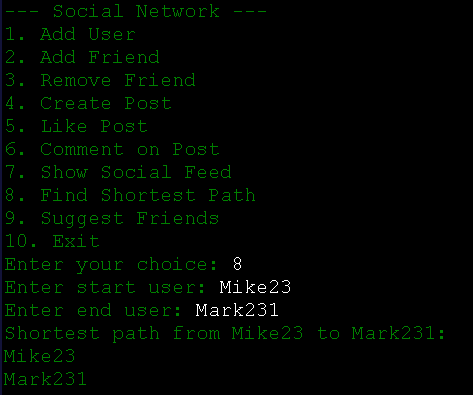 --- Social Network ---
1. Add User
2. Add Friend
3. Remove Friend
4. Create Post
5. Like Post
6. Comment on Post
7. Show Social Feed
8. Find Shortest Path
9. Suggest Friends
10. Exit
Enter your choice: 8
Enter start user: Mike23
Enter end user: Mark231
Shortest path from Mike23 to Mark231:
Mike23
Mark231